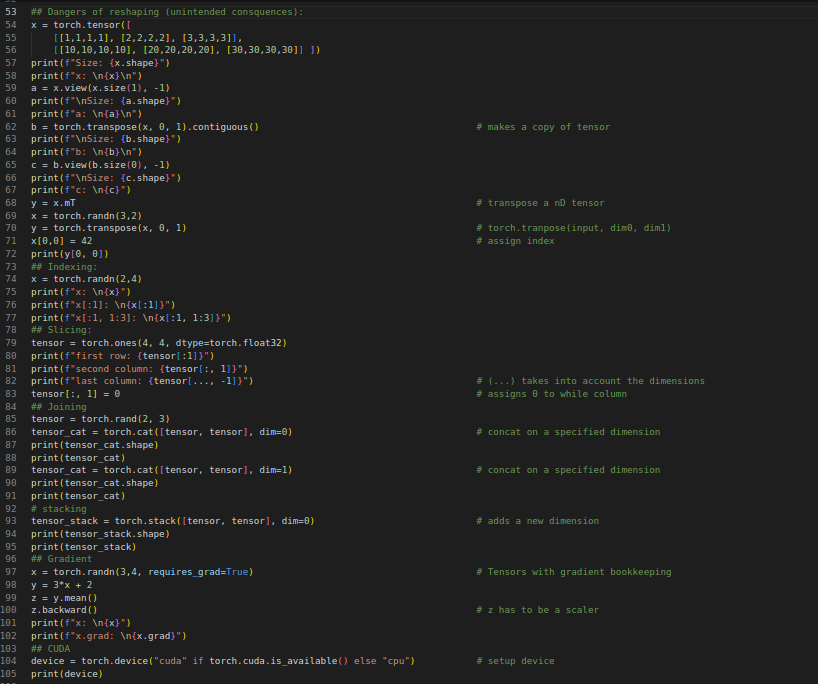 53 ## Dangers of reshaping (unintended consquences):
54 x = torch.tensor([
55     [[1,1,1,1], [2,2,2,2], [3,3,3,3]],
56     [[10,10,10,10], [20,20,20,20], [30,30,30,30]] ])
57 print(f"Size: {x.shape}")
58 print(f"x: \n{x}\n")
59 a = x.view(x.size(1), -1)
60 print(f"\nSize: {a.shape}")
61 print(f"a: \n{a}\n")
62 b = torch.transpose(x, 0, 1).contiguous() # makes a copy of tensor
63 print(f"\nSize: {b.shape}")
64 print(f"b: \n{b}\n")
65 c = b.view(b.size(0), -1)
66 print(f"\nSize: {c.shape}")
67 print(f"c: \n{c}")
68 y = x.mT # transpose a nD tensor
69 x = torch.randn(3,2)
70 y = torch.transpose(x, 0, 1) # torch.tranpose(input, dim0, dim1)
71 x[0,0] = 42 # assign index
72 print(y[0, 0])
73 ## Indexing:
74 x = torch.randn(2,4)
75 print(f"x: \n{x}")
76 print(f"x[:1]: \n{x[:1]}")
77 print(f"x[:1, 1:3]: \n{x[:1, 1:3]}")
78 ## Slicing:
79 tensor = torch.ones(4, 4, dtype=torch.float32)
80 print(f"first row: {tensor[:1]}")
81 print(f"second column: {tensor[:, 1]}")
82 print(f"last column: {tensor[..., -1]}") # (...) takes into account the dimensions
83 tensor[:, 1] = 0 # assigns 0 to while column
84 ## Joining
85 tensor = torch.rand(2, 3)
86 tensor_cat = torch.cat([tensor, tensor], dim=0) # concat on a specified dimension
87 print(tensor_cat.shape)
88 print(tensor_cat)
89 tensor_cat = torch.cat([tensor, tensor], dim=1) # concat on a specified dimension
90 print(tensor_cat.shape)
91 print(tensor_cat)
92 # stacking
93 tensor_stack = torch.stack([tensor, tensor], dim=0) # adds a new dimension
94 print(tensor_stack.shape)
95 print(tensor_stack)
96 ## Gradient
97 x = torch.randn(3,4, requires_grad=True) # Tensors with gradient bookkeeping
98 y = 3*x + 2
99 z = y.mean()
100 z.backward() # z has to be a scaler
101 print(f"x: \n{x}")
102 print(f"x.grad: \n{x.grad}")
103 ## CUDA
104 device = torch.device("cuda" if torch.cuda.is_available() else "cpu") # setup device
105 print(device)